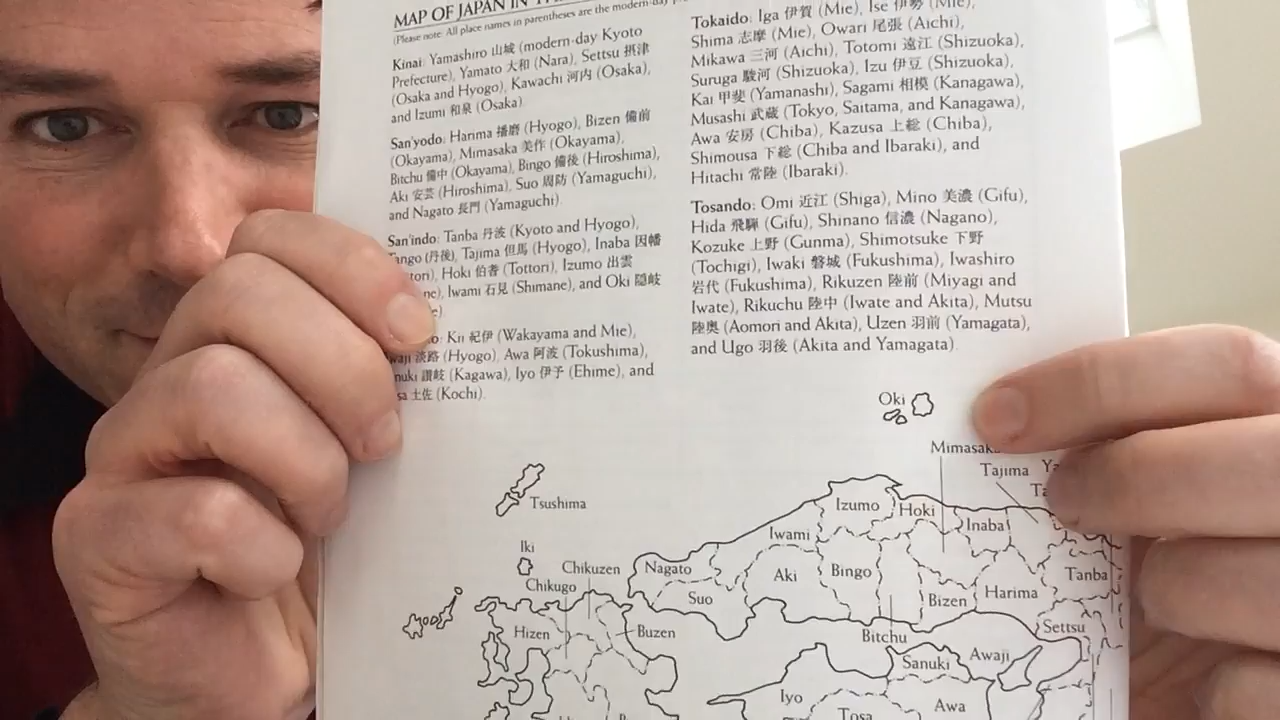 MAP OF JAPAN IN
(Please note: All place names in parentheses are the modern-day
Kinai: Yamashiro 山城 (modern-day Kyoto
Prefecture), Yamato 大和 (Nara), Settsu 摂津
(Osaka and Hyogo), Kawachi 河内 (Osaka),
and Izumi 和泉 (Osaka).
San'yodo: Harima 播磨 (Hyogo), Bizen 備前
(Okayama), Mimasaka 美作 (Okayama),
Bitchu 備中 (Okayama), Bingo 備後 (Hiroshima),
Aki 安芸 (Hiroshima), Suo 周防 (Yamaguchi),
and Nagato 長門 (Yamaguchi).
San'indo: Tanba 丹波 (Kyoto and Hyogo),
Tango (丹後), Tajima 但馬 (Hyogo), Inaba 因幡
Hoki 伯耆 (Tottori), Izumo 出雲
Iwami 石見 (Shimane), and Oki 隠岐
Kii 紀伊 (Wakayama and Mie),
淡路 (Hyogo), Awa 阿波 (Tokushima),
讃岐 (Kagawa), Iyo 伊予 (Ehime), and
土佐 (Kochi).
Tokaido: Iga 伊賀 (Mie), Ise 伊勢 (Mie),
Shima 志摩 (Mie), Owari 尾張 (Aichi),
Mikawa 三河 (Aichi), Totomi 遠江 (Shizuoka),
Suruga 駿河 (Shizuoka), Izu 伊豆 (Shizuoka),
Kai 甲斐 (Yamanashi), Sagami 相模 (Kanagawa),
Musashi 武蔵 (Tokyo, Saitama, and Kanagawa),
Awa 安房 (Chiba), Kazusa 上総 (Chiba),
Shimousa 下総 (Chiba and Ibaraki), and
Hitachi 常陸 (Ibaraki).
Tosando: Omi 近江 (Shiga), Mino 美濃 (Gifu),
Hida 飛騨 (Gifu), Shinano 信濃 (Nagano),
Kozuke 上野 (Gunma), Shimotsuke 下野
(Tochigi), Iwaki 磐城 (Fukushima), Iwashiro
岩代 (Fukushima), Rikuzen 陸前 (Miyagi and
Iwate), Rikuchu 陸中 (Iwate and Akita), Mutsu
陸奥 (Aomori and Akita), Uzen 羽前 (Yamagata),
and Ugo 羽後 (Akita and Yamagata).
Oki
Mimasaka
Tajima
Tsushima
Izumo
Hoki
Inaba
Iwami
Iki
Chikuzen
Nagato
Aki
Bingo
Tanba
Chikugo
Suo
Bizen
Harima
Hizen
Buzen
Bitchu
Settsu
Sanuki
Awaji
Iyo
Tosa
Awa